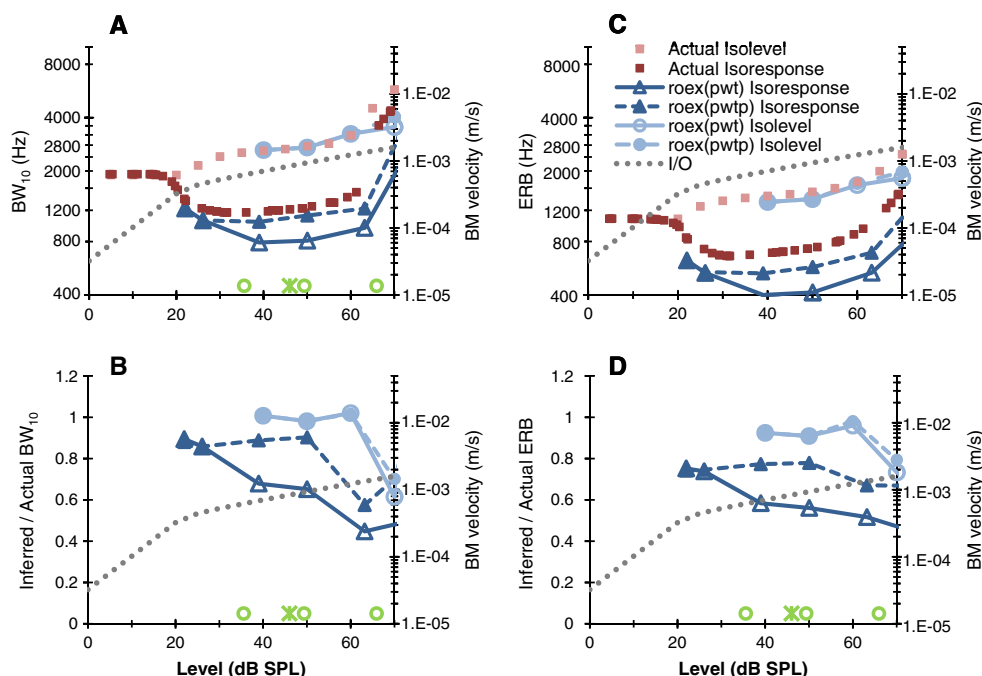 A
8000
4000
2800
2000
1200
800
400
BW10 (Hz)
1.E-02
1.E-03
1.E-04
1.E-05
BM velocity (m/s)
0
20
40
60
C
8000
4000
2800
2000
1200
800
400
ERB (Hz)
Actual Isolevel
Actual Isoresponse
roex(pwt) Isoresponse
roex(pwtp) Isoresponse
roex(pwt) Isolevel
roex(pwtp) Isolevel
I/O
1.E-02
1.E-03
1.E-04
1.E-05
BM velocity (m/s)
0
20
40
60
B
1.2
1
0.8
0.6
0.4
0.2
0
Inferred / Actual BW10
1.E-02
1.E-03
1.E-04
1.E-05
BM velocity (m/s)
0
20
40
60
Level (dB SPL)
D
1.2
1
0.8
0.6
0.4
0.2
0
Inferred / Actual ERB
1.E-02
1.E-03
1.E-04
1.E-05
BM velocity (m/s)
0
20
40
60
Level (dB SPL)